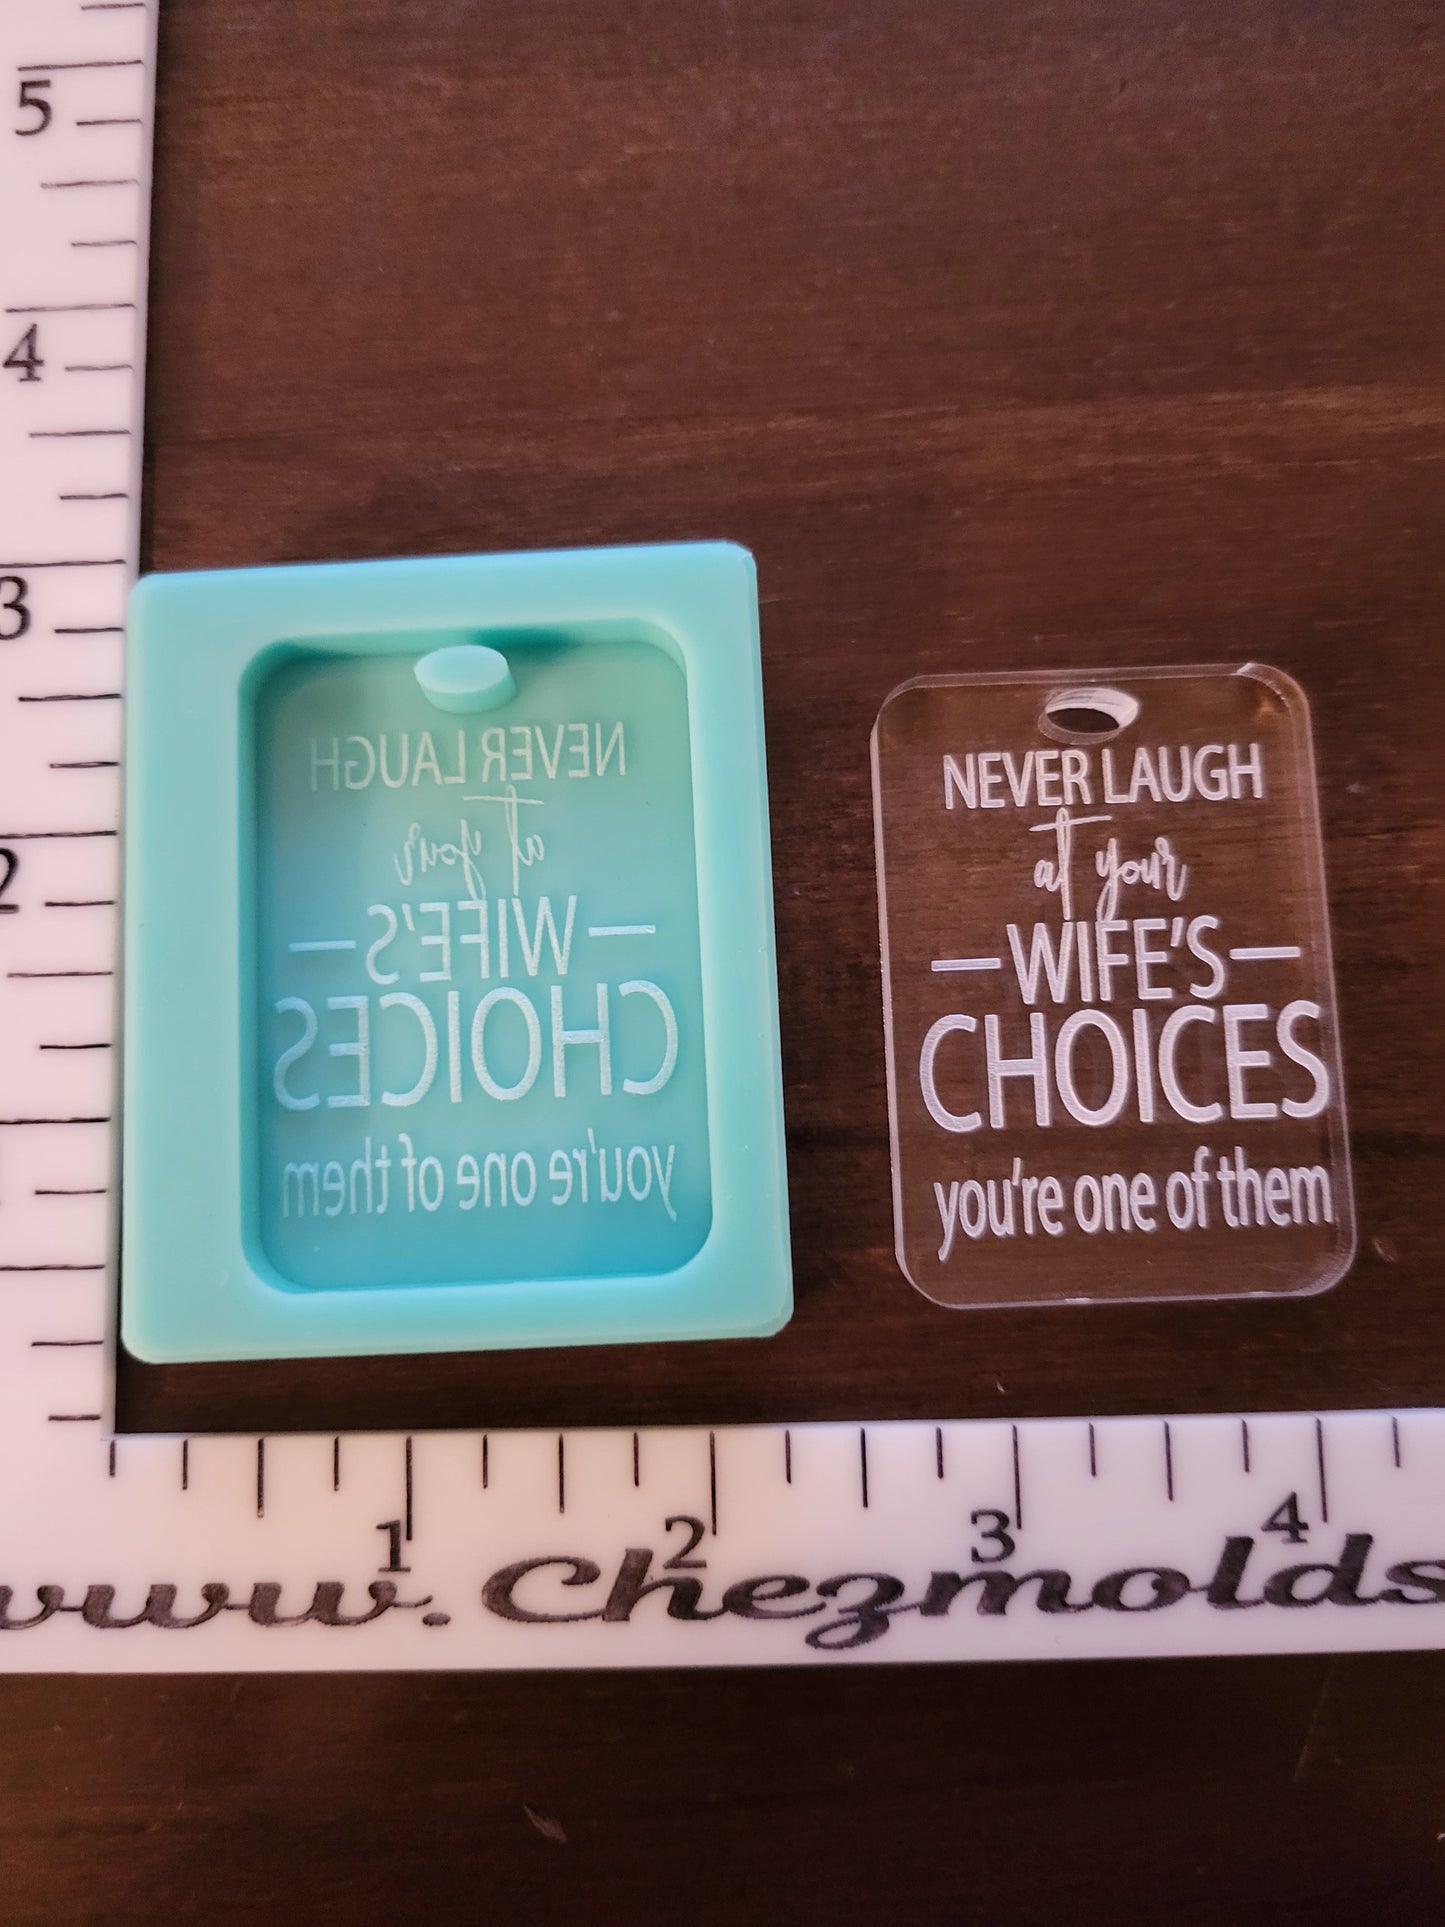 5
4
3
2
NEVER LAUGH
at your
—WIFE'S—
CHOICES
you're one of them
NEVER LAUGH
at your
—WIFE'S—
CHOICES
you're one of them
1 2 3 4
www.Chezmolds